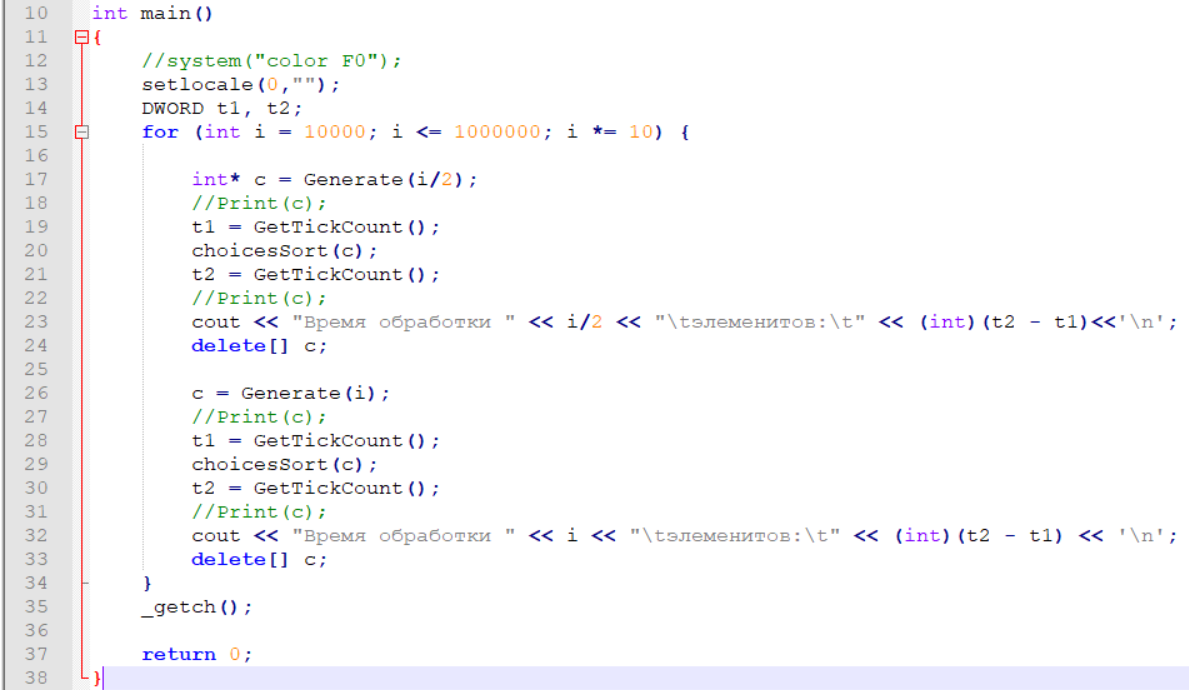 10 int main()
11 {
12 //system("color F0");
13 setlocale(0,"");
14 DWORD t1, t2;
15 for (int i = 10000; i <= 1000000; i *= 10) {
16
17 int* c = Generate(i/2);
18 //Print(c);
19 t1 = GetTickCount();
20 choicesSort(c);
21 t2 = GetTickCount();
22 //Print(c);
23 cout << "Время обработки " << i/2 << "\tэлеменитов:\t" << (int)(t2 - t1)<<'\n';
24 delete[] c;
25
26 c = Generate(i);
27 //Print(c);
28 t1 = GetTickCount();
29 choicesSort(c);
30 t2 = GetTickCount();
31 //Print(c);
32 cout << "Время обработки " << i << "\tэлеменитов:\t" << (int)(t2 - t1) << '\n';
33 delete[] c;
34 }
35 _getch();
36
37 return 0;
38 }